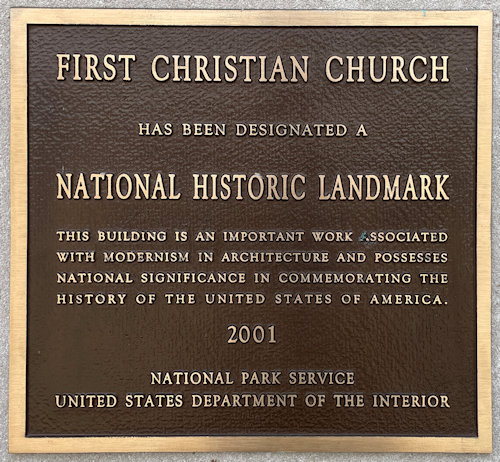 FIRST CHRISTIAN CHURCH
HAS BEEN DESIGNATED A
NATIONAL HISTORIC LANDMARK
THIS BUILDING IS AN IMPORTANT WORK ASSOCIATED
WITH MODERNISM IN ARCHITECTURE AND POSSESSES
NATIONAL SIGNIFICANCE IN COMMEMORATING THE
HISTORY OF THE UNITED STATES OF AMERICA.
2001
NATIONAL PARK SERVICE
UNITED STATES DEPARTMENT OF THE INTERIOR